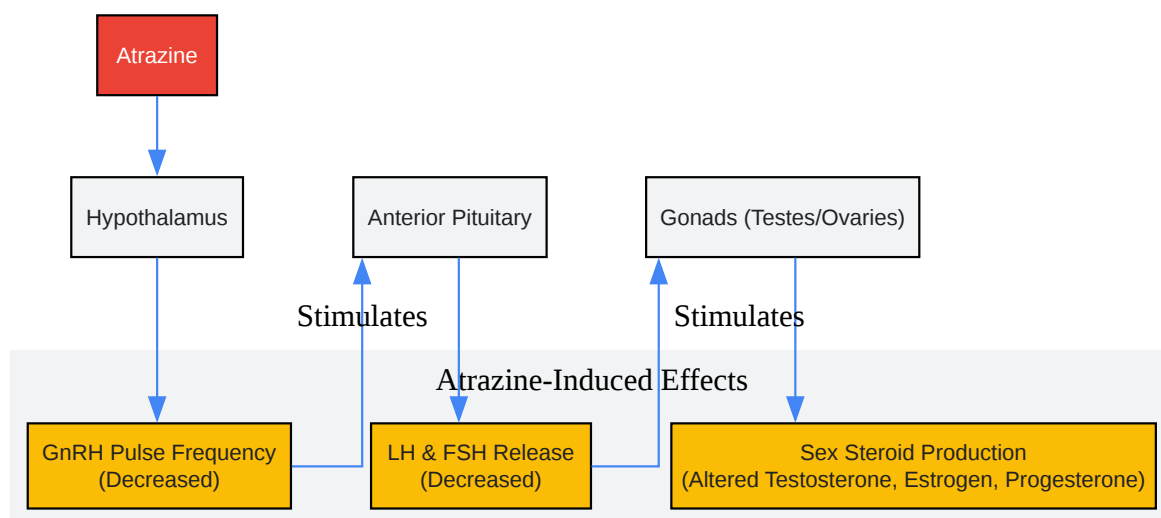 Atrazine
Hypothalamus
Anterior Pituitary
Gonads (Testes/Ovaries)
Stimulates
Stimulates
Atrazine-Induced Effects
GnRH Pulse Frequency
(Decreased)
LH & FSH Release
(Decreased)
Sex Steroid Production
(Altered Testosterone, Estrogen, Progesterone)